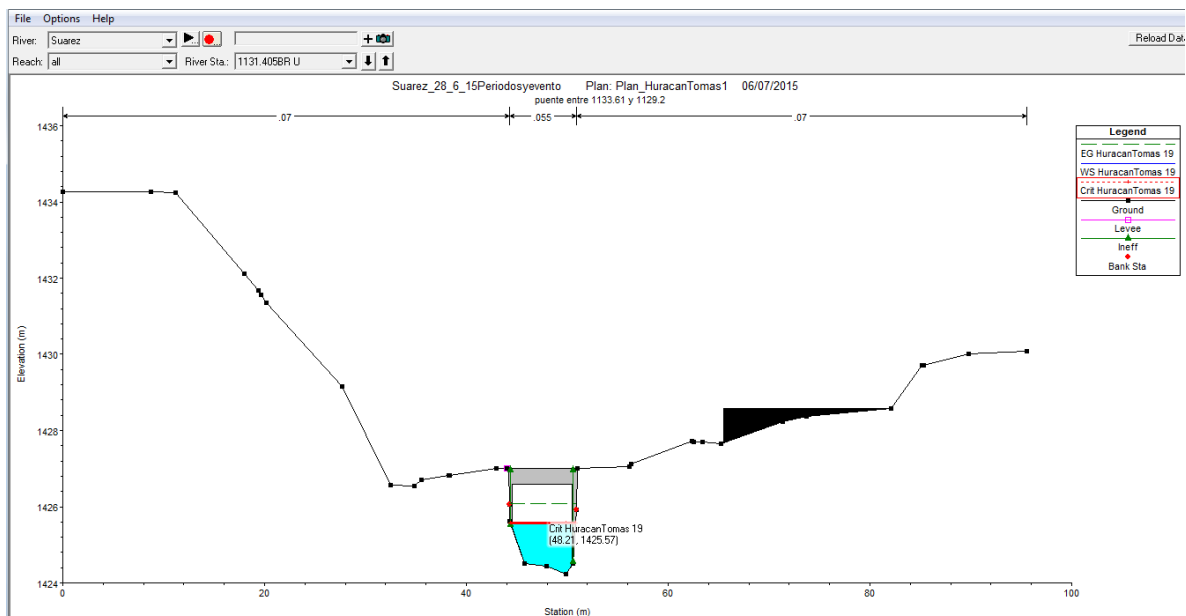 File Options Help
River: Suarez
Reload Data
Reach: all River Sta.: 1131.405BR U
Suarez_28_6_15Periodosyevento Plan: Plan_HuracanTomas1 06/07/2015
puente entre 1133.61 y 1129.2
.07 .055 .07
Legend
EG HuracanTomas 19
WS HuracanTomas 19
Crit HuracanTomas 19
Ground
Levee
Ineff
Bank Sta
Elevation (m)
1436
1434
1432
1430
1428
1426
1424
Crit HuracanTomas 19
(48.21, 1425.57)
0 20 40 60 80 100
Station (m)